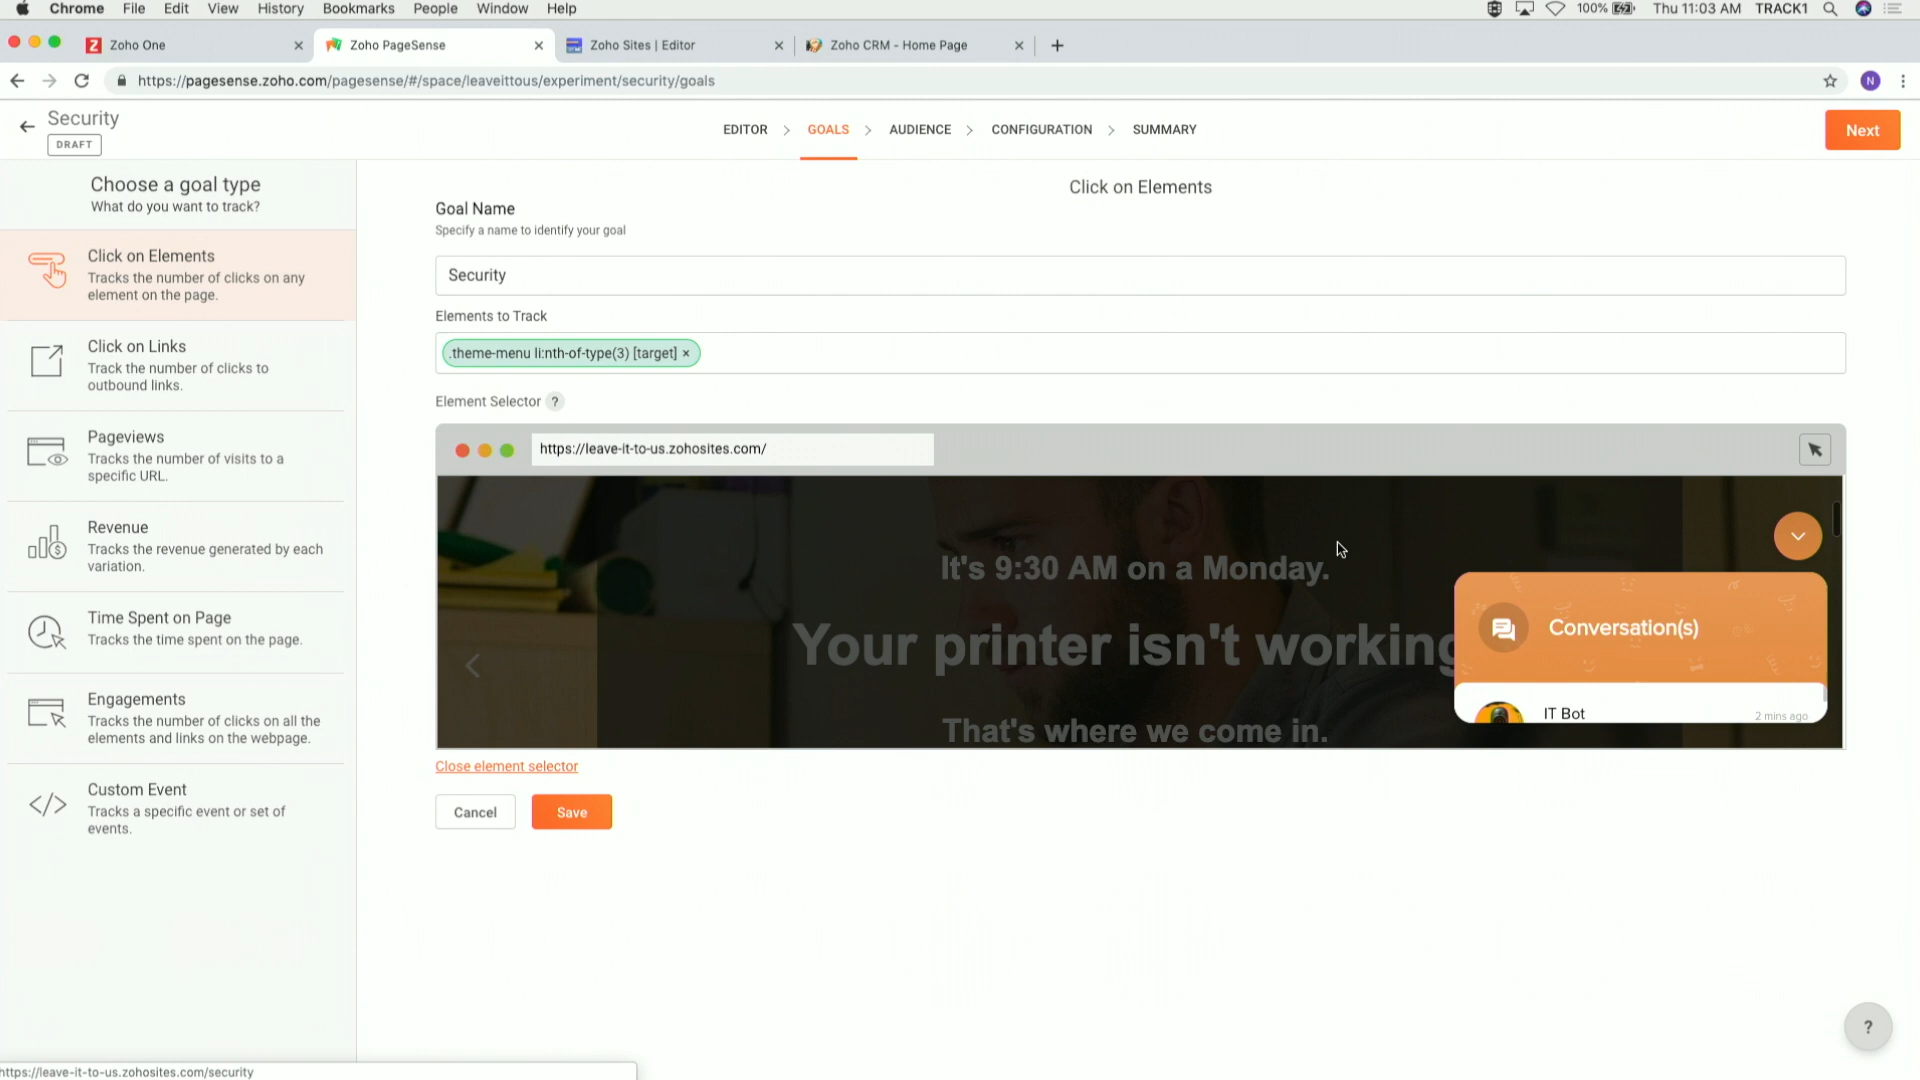 Chrome File Edit View History Bookmarks People Window Help 100% Thu 11:03 AM TRACK1
Zoho One Zoho PageSense Zoho Sites | Editor Zoho CRM - Home Page
https://pagesense.zoho.com/pagesense/#/space/leaveittous/experiment/security/goals N
Security
DRAFT
EDITOR GOALS AUDIENCE CONFIGURATION SUMMARY
Next
Choose a goal type
What do you want to track?
Click on Elements
Tracks the number of clicks on any
element on the page.
Click on Links
Track the number of clicks to
outbound links.
Pageviews
Tracks the number of visits to a
specific URL.
Revenue
Tracks the revenue generated by each
variation.
Time Spent on Page
Tracks the time spent on the page.
Engagements
Tracks the number of clicks on all the
elements and links on the webpage.
Custom Event
Tracks a specific event or set of
events.
Click on Elements
Goal Name
Specify a name to identify your goal
Security
Elements to Track
.theme-menu li:nth-of-type(3) [target] ×
Element Selector ?
https://leave-it-to-us.zohosites.com/
It's 9:30 AM on a Monday.
Your printer isn't working
That's where we come in.
Conversation(s)
IT Bot
2 mins ago
Close element selector
Cancel Save
?
https://leave-it-to-us.zohosites.com/security